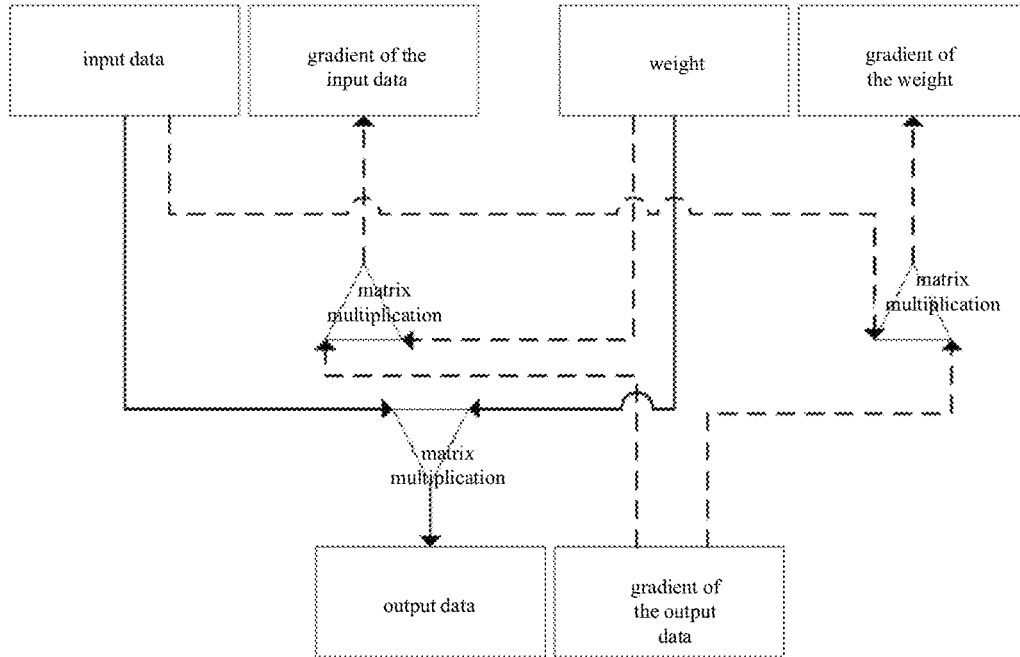 input data
gradient of the
input data
weight
gradient of
the weight
matrix
multiplication
matrix
multiplication
matrix
multiplication
output data
gradient of
the output
data